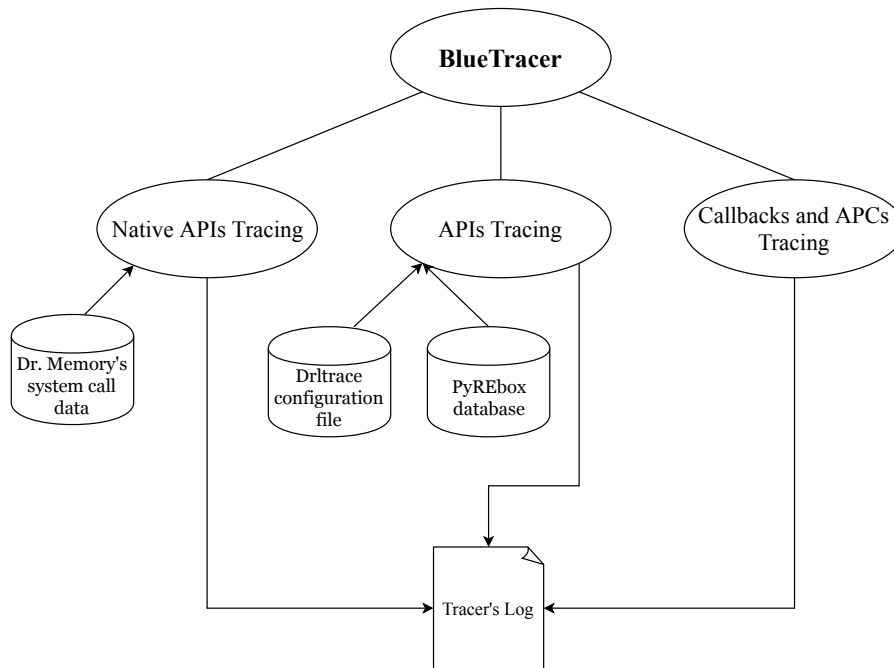 BlueTracer
Native APIs Tracing
APIs Tracing
Callbacks and APCs
Tracing
Dr. Memory's
system call
data
Drltrace
configuration
file
PyREbox
database
Tracer's Log